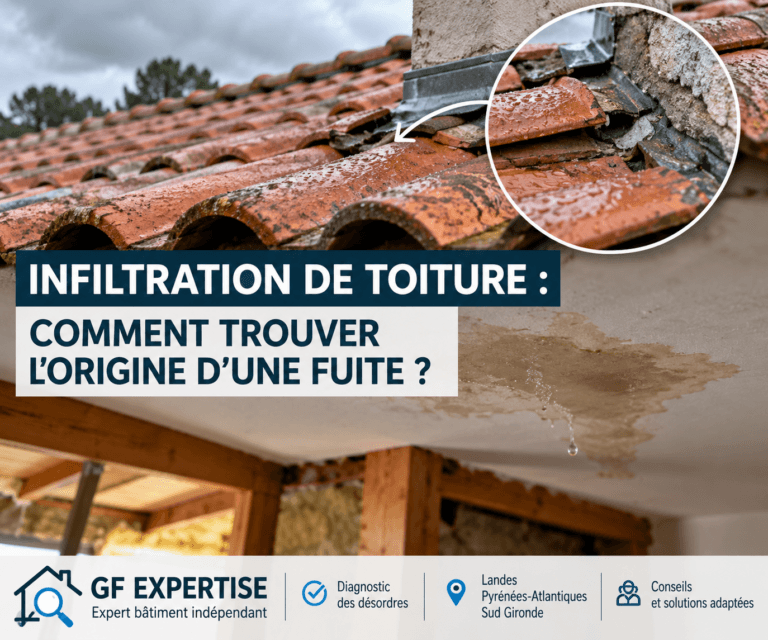 INFILTRATION DE TOITURE :
COMMENT TROUVER
L'ORIGINE D'UNE FUITE ?
GF EXPERTISE
Expert bâtiment indépendant
Diagnostic
des désordres
Landes
Pyrénées-Atlantiques
Sud Gironde
Conseils
et solutions adaptées